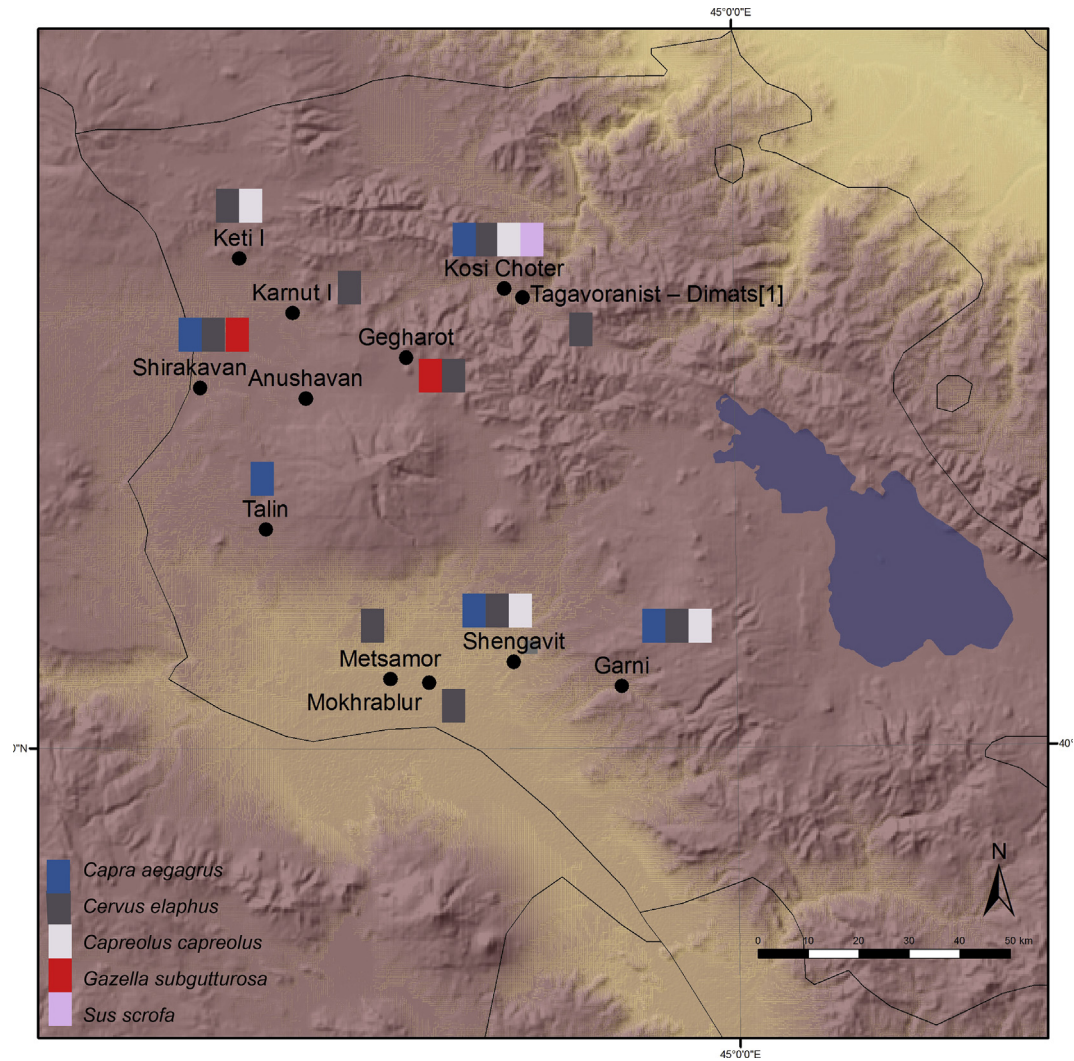 45°0'0"E
Keti I
Kosi Choter
Karnut I
Tagavoranist – Dimats[1]
Gegharot
Shirakavan
Anushavan
Talin
Shengavit
Metsamor
Garni
Mokhrablur
0"N
40°
Capra aegagrus
Cervus elaphus
Capreolus capreolus
Gazella subgutturosa
Sus scrofa
N
0 10 20 30 40 50 km
45°0'0"E